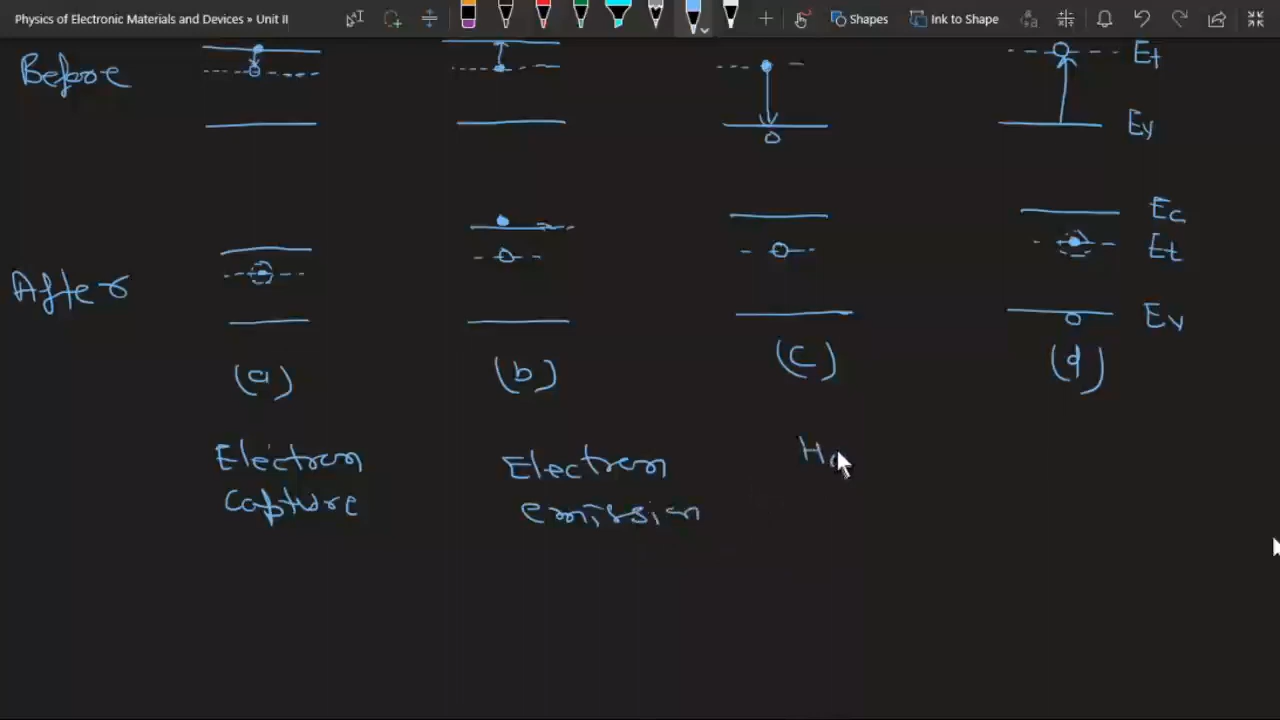 Physics of Electronic Materials and Devices » Unit II
Shapes
Ink to Shape
Before
Et
Ev
After
Ec
Et
Ev
(a)
(b)
(c)
(d)
Electron
capture
Electron
emission
Ho